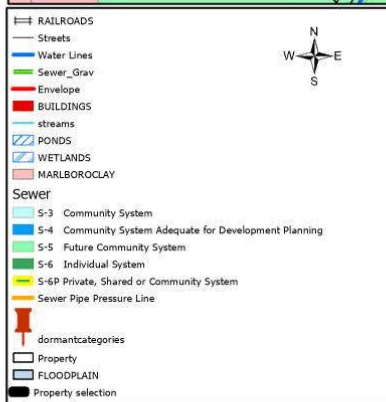 RAILROADS
Streets
Water Lines
Sewer_Grav
Envelope
BUILDINGS
streams
PONDS
WETLANDS
MARLBOROCLAY
Sewer
S-3 Community System
S-4 Community System Adequate for Development Planning
S-5 Future Community System
S-6 Individual System
S-6P Private, Shared or Community System
Sewer Pipe Pressure Line
dormantcategories
Property
FLOODPLAIN
Property selection
N
W E
S